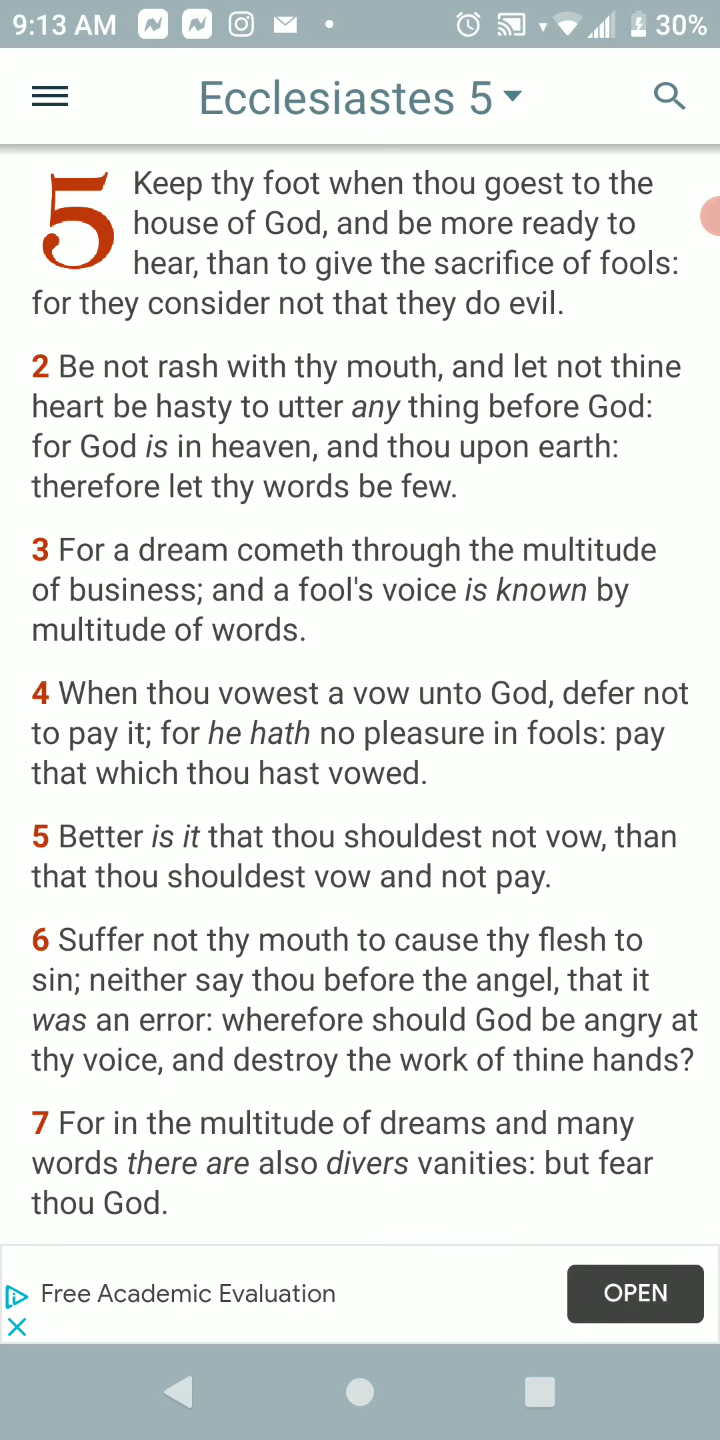 9:13 AM
30%
Ecclesiastes 5
5 Keep thy foot when thou goest to the
house of God, and be more ready to
hear, than to give the sacrifice of fools:
for they consider not that they do evil.
2 Be not rash with thy mouth, and let not thine
heart be hasty to utter any thing before God:
for God is in heaven, and thou upon earth:
therefore let thy words be few.
3 For a dream cometh through the multitude
of business; and a fool's voice is known by
multitude of words.
4 When thou vowest a vow unto God, defer not
to pay it; for he hath no pleasure in fools: pay
that which thou hast vowed.
5 Better is it that thou shouldest not vow, than
that thou shouldest vow and not pay.
6 Suffer not thy mouth to cause thy flesh to
sin; neither say thou before the angel, that it
was an error: wherefore should God be angry at
thy voice, and destroy the work of thine hands?
7 For in the multitude of dreams and many
words there are also divers vanities: but fear
thou God.
Free Academic Evaluation
OPEN